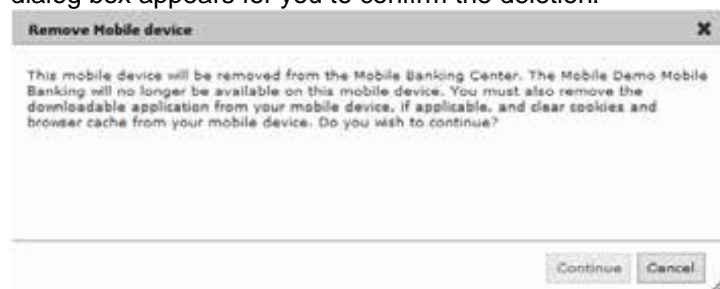 dialog box appears for you to confirm the deletion.
Remove Mobile device
This mobile device will be removed from the Mobile Banking Center. The Mobile Demo Mobile
Banking will no longer be available on this mobile device. You must also remove the
downloadable application from your mobile device, if applicable, and clear cookies and
browser cache from your mobile device. Do you wish to continue?
Continue Cancel